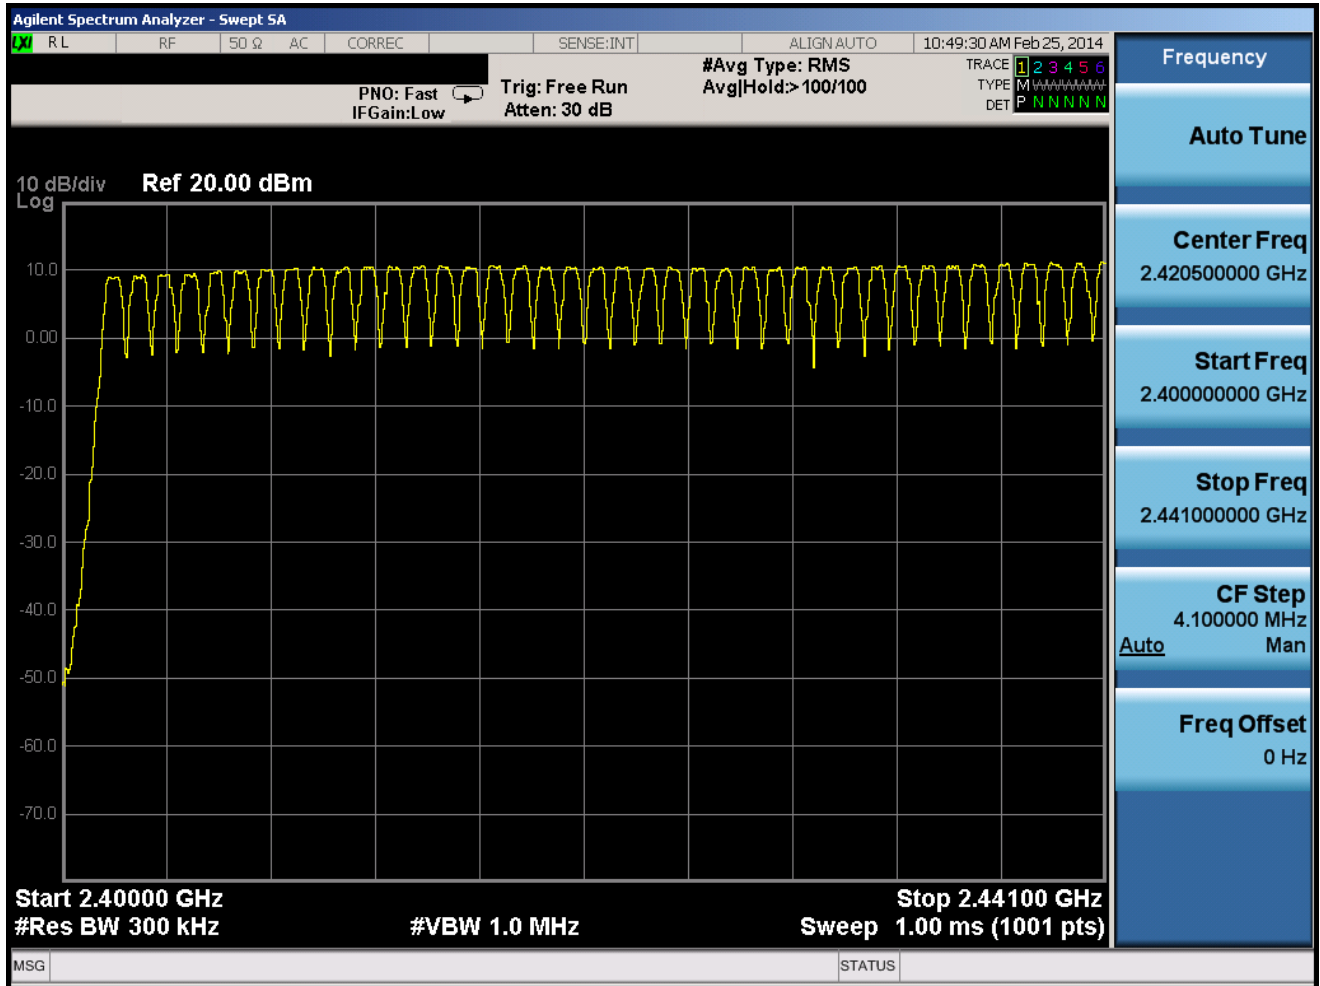 Agilent Spectrum Analyzer - Swept SA
LXI RL RF 50 Ω AC CORREC SENSE:INT ALIGN AUTO 10:49:30 AM Feb 25, 2014
PNO: Fast
IFGain:Low
Trig: Free Run
Atten: 30 dB
#Avg Type: RMS
Avg|Hold:>100/100
TRACE 1 2 3 4 5 6
TYPE M W W W W W
DET P N N N N N
10 dB/div Ref 20.00 dBm
Log
10.0
0.00
-10.0
-20.0
-30.0
-40.0
-50.0
-60.0
-70.0
Start 2.40000 GHz Stop 2.44100 GHz
#Res BW 300 kHz #VBW 1.0 MHz Sweep 1.00 ms (1001 pts)
MSG STATUS
Frequency
Auto Tune
Center Freq
2.420500000 GHz
Start Freq
2.400000000 GHz
Stop Freq
2.441000000 GHz
CF Step
4.100000 MHz
Auto Man
Freq Offset
0 Hz